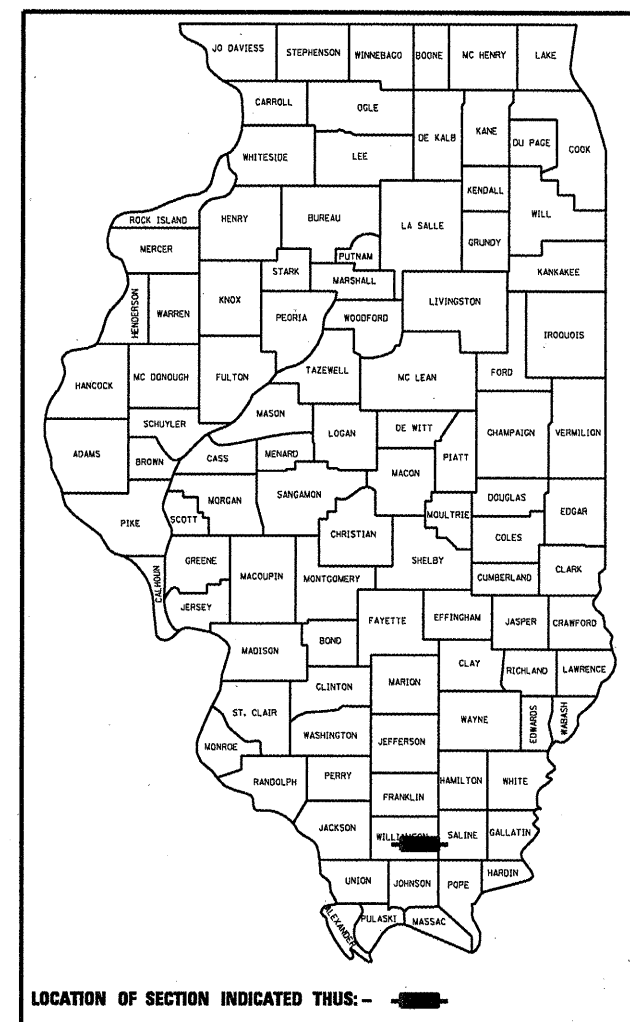 JO DAVIESS STEPHENSON WINNEBAGO BOONE MC HENRY LAKE
CARROLL OGLE DE KALB KANE DU PAGE COOK
WHITESIDE LEE
KENDALL WILL
ROCK ISLAND HENRY BUREAU LA SALLE
MERCER PUTNAM GRUNDY
STARK MARSHALL KANKAKEE
HENDERSON WARREN KNOX PEORIA WOODFORD LIVINGSTON IROQUOIS
HANCOCK MC DONOUGH FULTON TAZEWELL MC LEAN FORD
SCHUYLER MASON LOGAN DE WITT CHAMPAIGN VERMILION
ADAMS BROWN CASS MENARD MACON PIATT
PIKE SCOTT MORGAN SANGAMON MOULTRIE DOUGLAS EDGAR
CHRISTIAN COLES
CALHOUN GREENE MACOUPIN MONTGOMERY SHELBY CUMBERLAND CLARK
JERSEY FAYETTE EFFINGHAM JASPER CRAWFORD
MADISON BOND
CLAY RICHLAND LAWRENCE
CLINTON MARION
ST. CLAIR WAYNE EDWARDS WABASH
MONROE WASHINGTON JEFFERSON
RANDOLPH PERRY HAMILTON WHITE
FRANKLIN
JACKSON WILLIAMSON SALINE GALLATIN
UNION JOHNSON POPE HARDIN
ALEXANDER PULASKI MASSAC
LOCATION OF SECTION INDICATED THUS: -